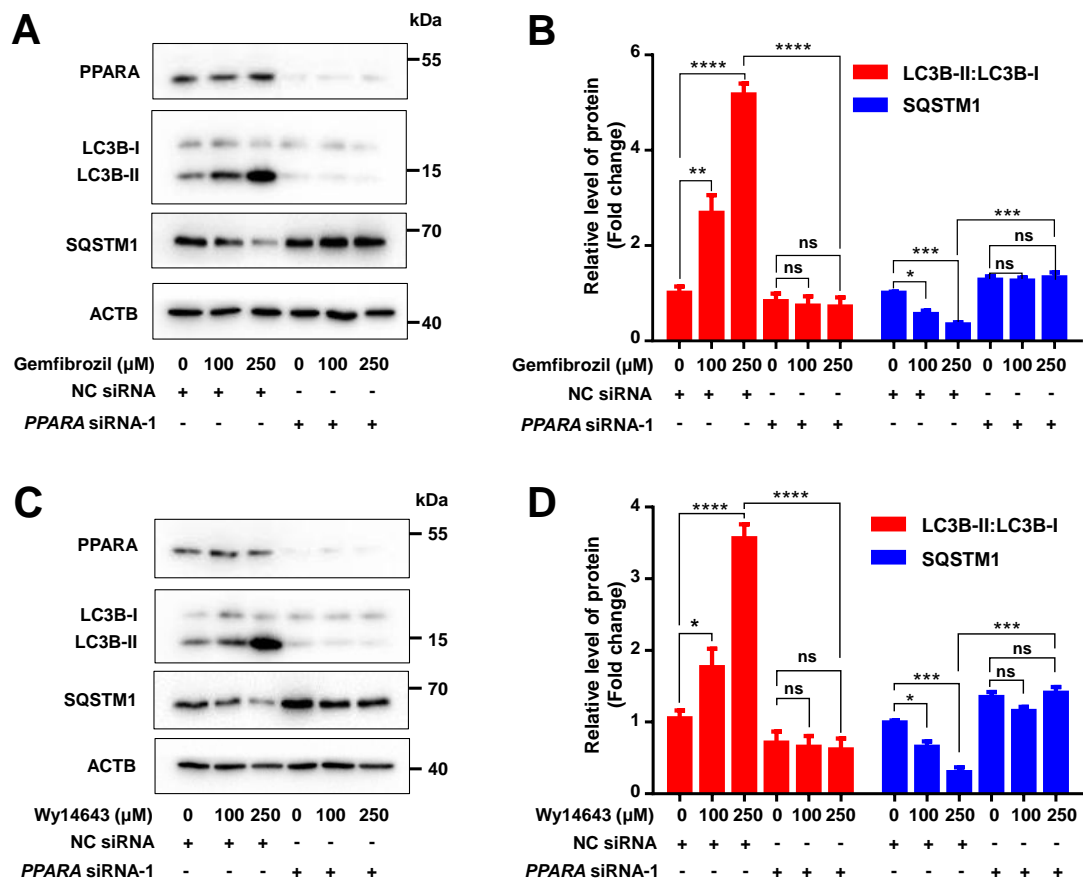 A
kDa
PPARA
55
LC3B-I
LC3B-II
15
SQSTM1
70
ACTB
40
Gemfibrozil (µM) 0 100 250 0 100 250
NC siRNA + + + - - -
PPARA siRNA-1 - - - + + +
B
Relative level of protein
(Fold change)
6
4
2
0
**** ****
** ns ns
*** ***
* ns ns
LC3B-II:LC3B-I
SQSTM1
Gemfibrozil (µM) 0 100 250 0 100 250 0 100 250 0 100 250
NC siRNA + + + - - - + + + - - -
PPARA siRNA-1 - - - + + + - - - + + +
C
kDa
PPARA
55
LC3B-I
LC3B-II
15
SQSTM1
70
ACTB
40
Wy14643 (µM) 0 100 250 0 100 250
NC siRNA + + + - - -
PPARA siRNA-1 - - - + + +
D
Relative level of protein
(Fold change)
4
3
2
1
0
**** ****
* ns ns
*** ***
* ns ns
LC3B-II:LC3B-I
SQSTM1
Wy14643 (µM) 0 100 250 0 100 250 0 100 250 0 100 250
NC siRNA + + + - - - + + + - - -
PPARA siRNA-1 - - - + + + - - - + + +